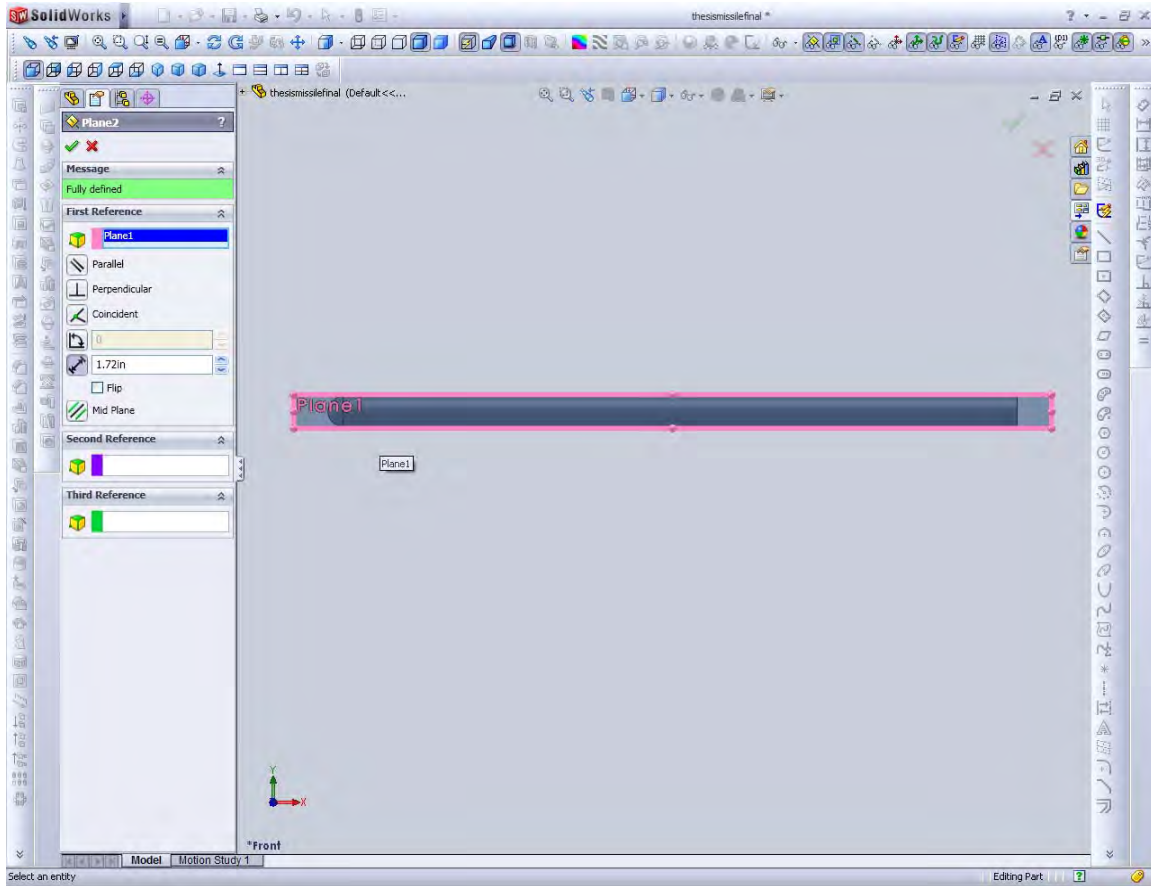 SW SolidWorks
thesismissilefinal *
thesismissilefinal (Default<<...
Plane2 ?
Message
Fully defined
First Reference
Plane1
Parallel
Perpendicular
Coincident
0
1.72in
Flip
Mid Plane
Second Reference
Third Reference
Plane1
Plane1
Y
X
*Front
Model Motion Study 1
Select an entity Editing Part ?